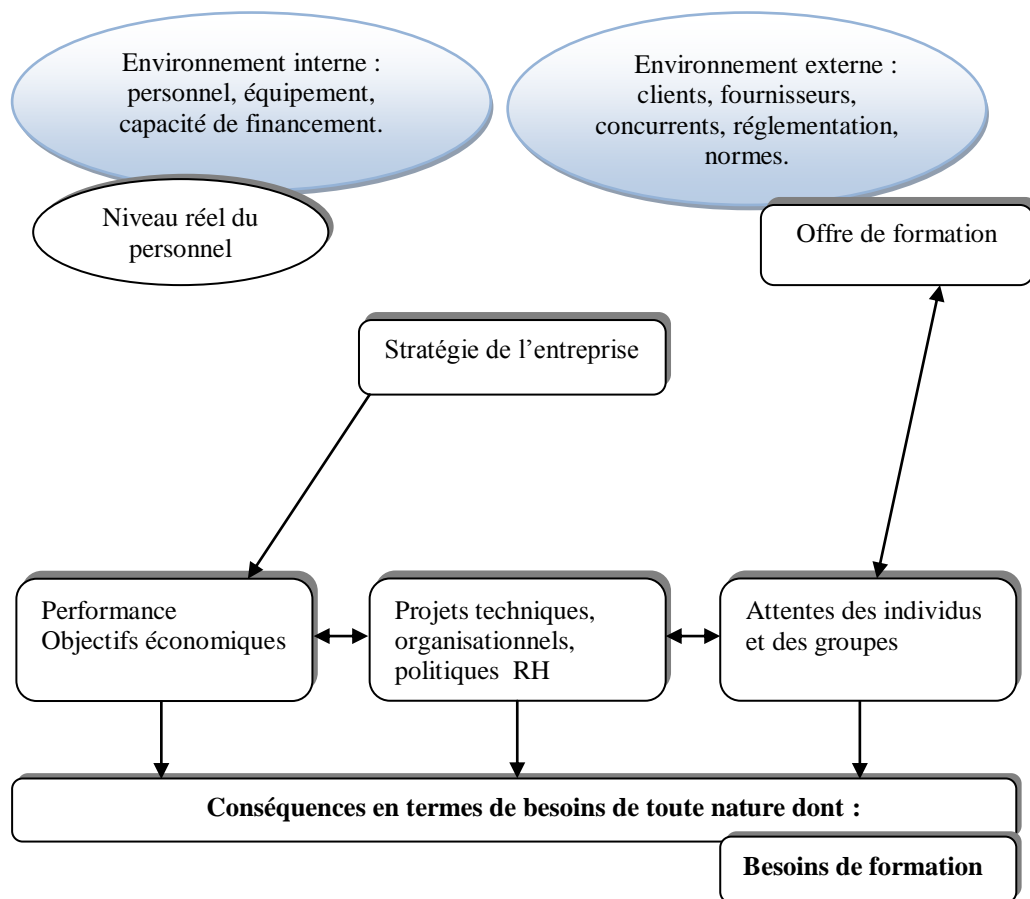 Environnement interne :
personnel, équipement,
capacité de financement.
Environnement externe :
clients, fournisseurs,
concurrents, réglementation,
normes.
Niveau réel du
personnel
Offre de formation
Stratégie de l’entreprise
Performance
Objectifs économiques
Projets techniques,
organisationnels,
politiques RH
Attentes des individus
et des groupes
Conséquences en termes de besoins de toute nature dont :
Besoins de formation